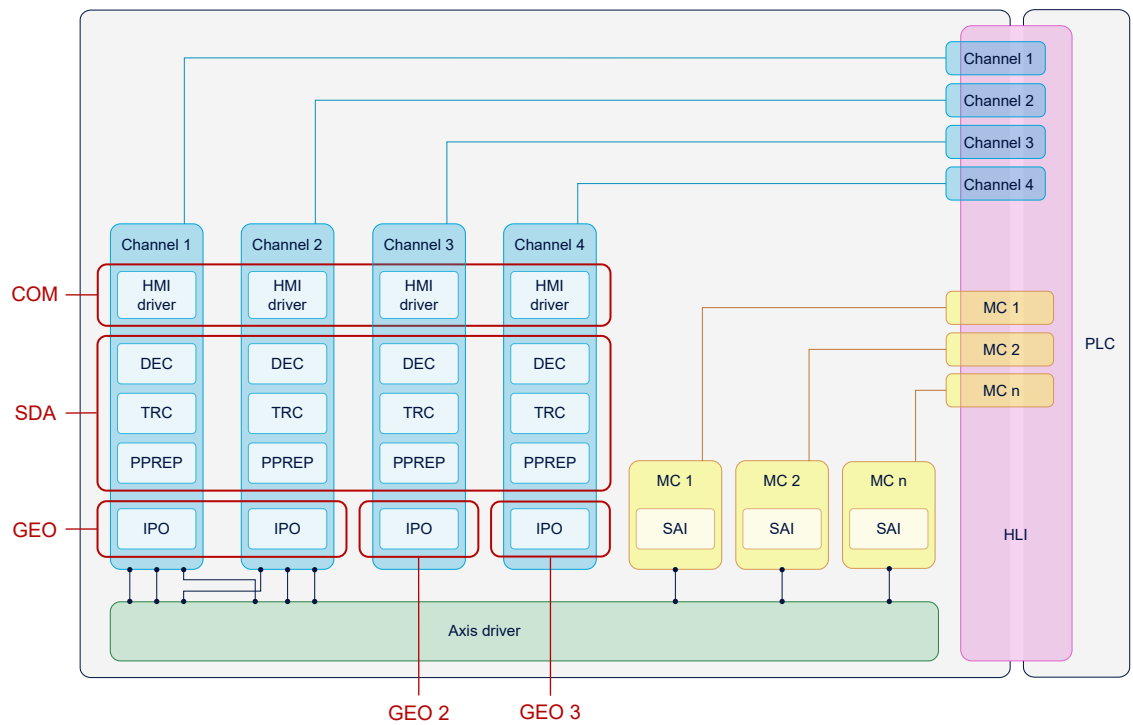 Channel 1
Channel 2
Channel 3
Channel 4
Channel 1
Channel 2
Channel 3
Channel 4
COM
HMI
driver
HMI
driver
HMI
driver
HMI
driver
MC 1
MC 2
MC n
PLC
DEC
DEC
DEC
DEC
SDA
TRC
TRC
TRC
TRC
PPREP
PPREP
PPREP
PPREP
MC 1
MC 2
MC n
GEO
IPO
IPO
IPO
IPO
SAI
SAI
SAI
HLI
Axis driver
GEO 2
GEO 3